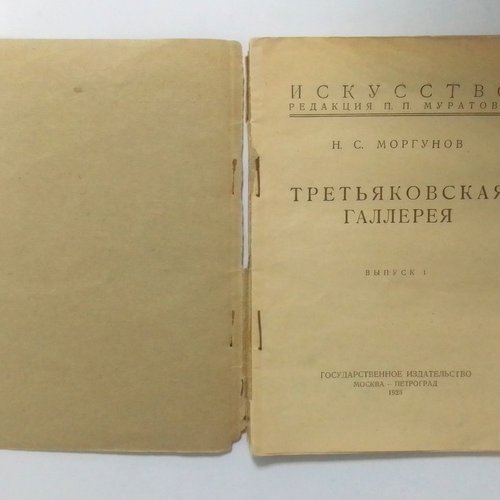 ИСКУССТВО
РЕДАКЦИЯ П. П. МУРАТОВ
Н. С. МОРГУНОВ
ТРЕТЬЯКОВСКАЯ
ГАЛЛЕРЕЯ
ВЫПУСК 1
ГОСУДАРСТВЕННОЕ ИЗДАТЕЛЬСТВО
МОСКВА – ПЕТРОГРАД
1923